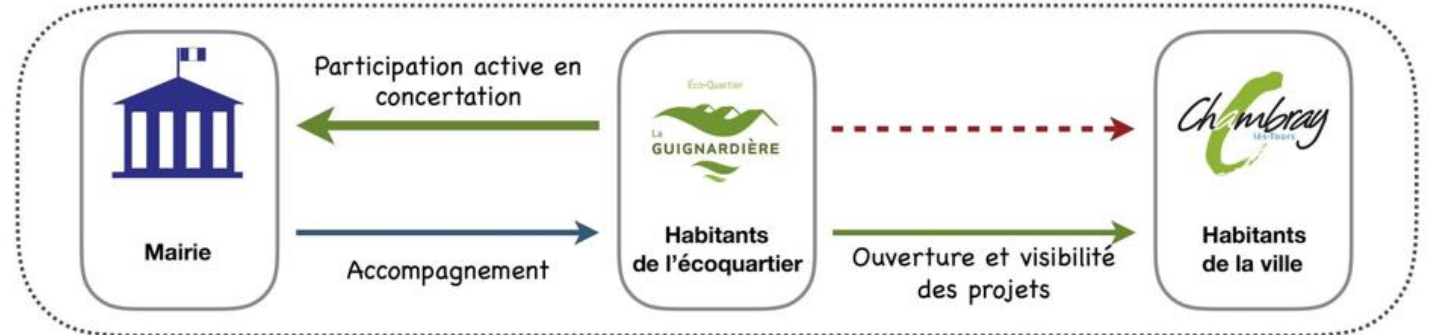 Participation active en
concertation
Éco-Quartier
La
GUIGNARDIÈRE
Chambray
lès-Tours
Mairie
Accompagnement
Habitants
de l'écoquartier
Ouverture et visibilité
des projets
Habitants
de la ville